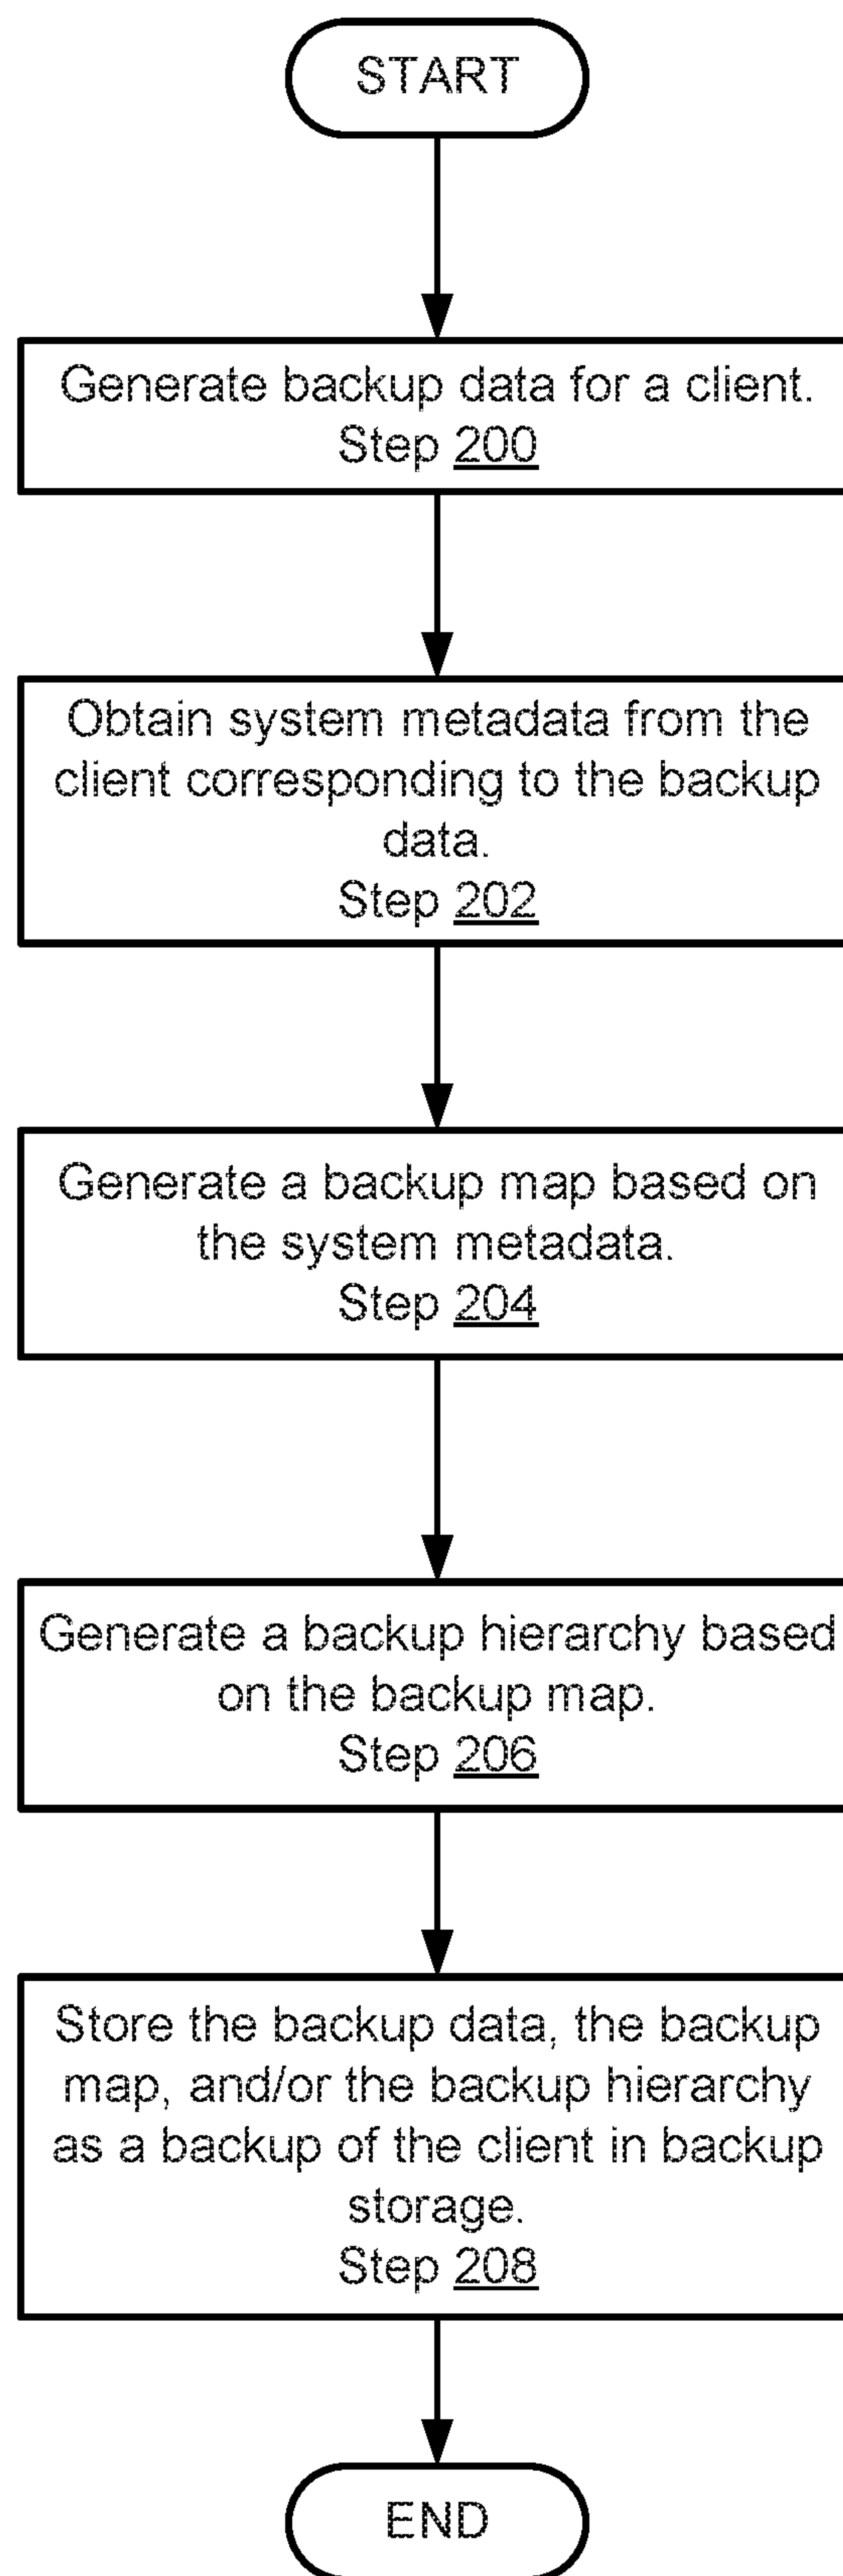 START
Generate backup data for a client.
Step 200
Obtain system metadata from the
client corresponding to the backup
data.
Step 202
Generate a backup map based on
the system metadata.
Step 204
Generate a backup hierarchy based
on the backup map.
Step 206
Store the backup data, the backup
map, and/or the backup hierarchy
as a backup of the client in backup
storage.
Step 208
END